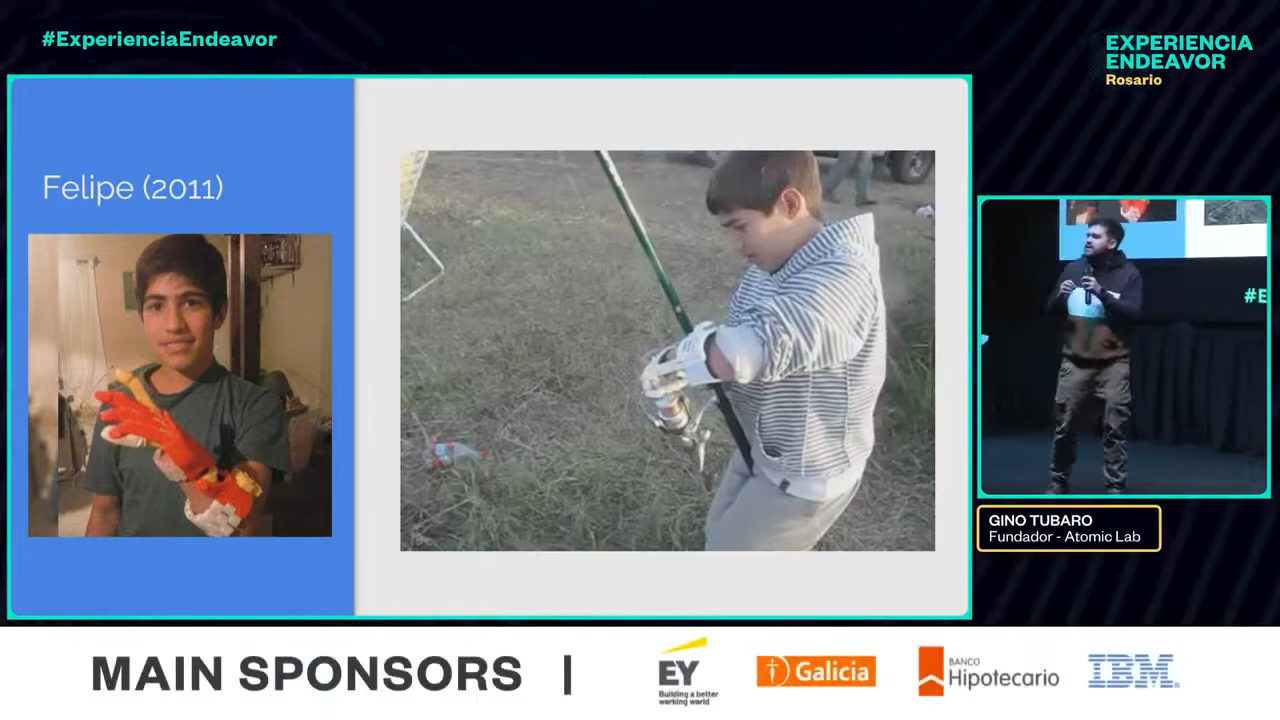 #ExperienciaEndeavor
EXPERIENCIA
ENDEAVOR
Rosario
Felipe (2011)
#E
GINO TUBARO
Fundador - Atomic Lab
MAIN SPONSORS |
EY
Building a better
working world
Galicia
BANCO
Hipotecario
IBM